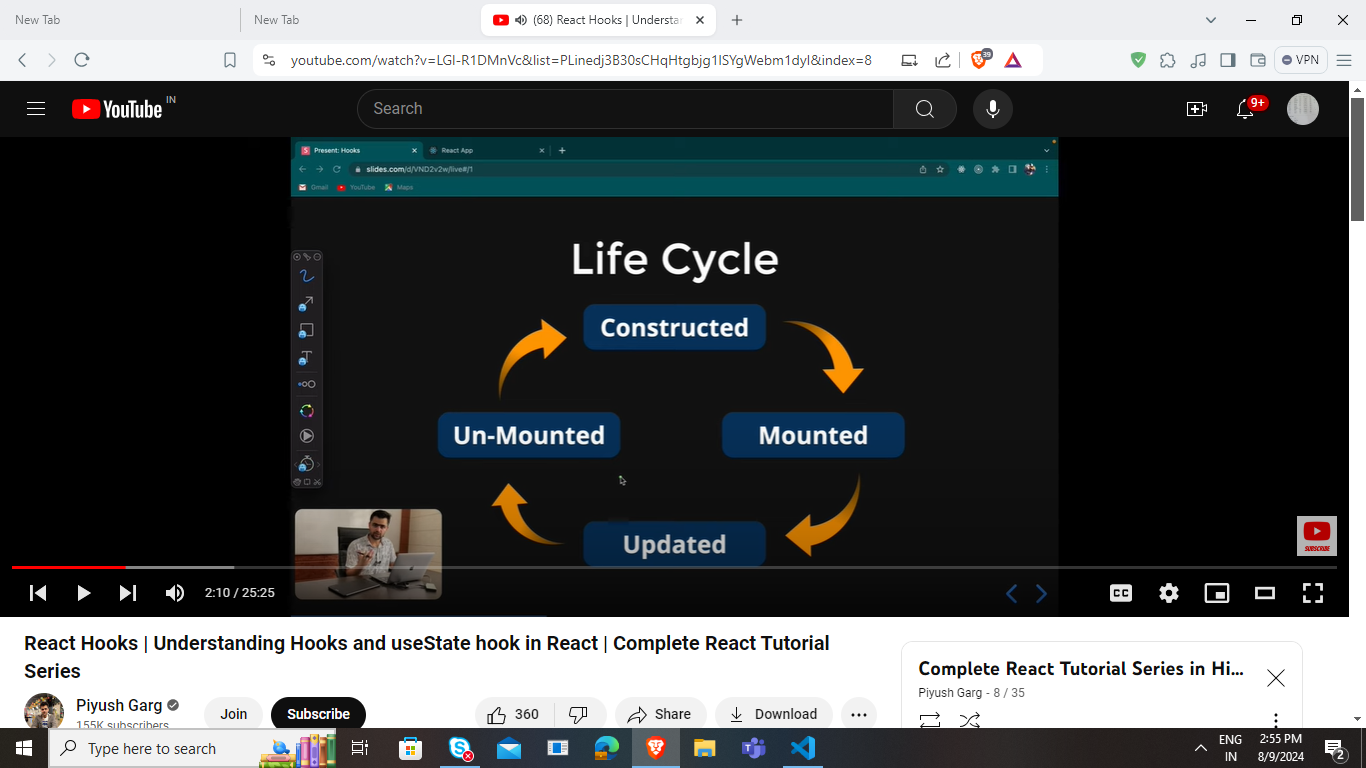 New Tab
New Tab
(68) React Hooks | Understa
youtube.com/watch?v=LGI-R1DMnVc&list=PLinedj3B30sCHqHtgbjg1lSYgWebm1dyl&index=8
39
VPN
YouTube IN
Search
9+
Present: Hooks
React App
slides.com/d/VND2v2w/live#/1
Gmail
YouTube
Maps
Life Cycle
Constructed
Un-Mounted
Mounted
Updated
SUBSCRIBE
2:10 / 25:25
CC
React Hooks | Understanding Hooks and useState hook in React | Complete React Tutorial
Series
Complete React Tutorial Series in Hi...
Piyush Garg - 8 / 35
Piyush Garg
155K subscribers
Join
Subscribe
360
Share
Download
Type here to search
ENG
IN
2:55 PM
8/9/2024
2